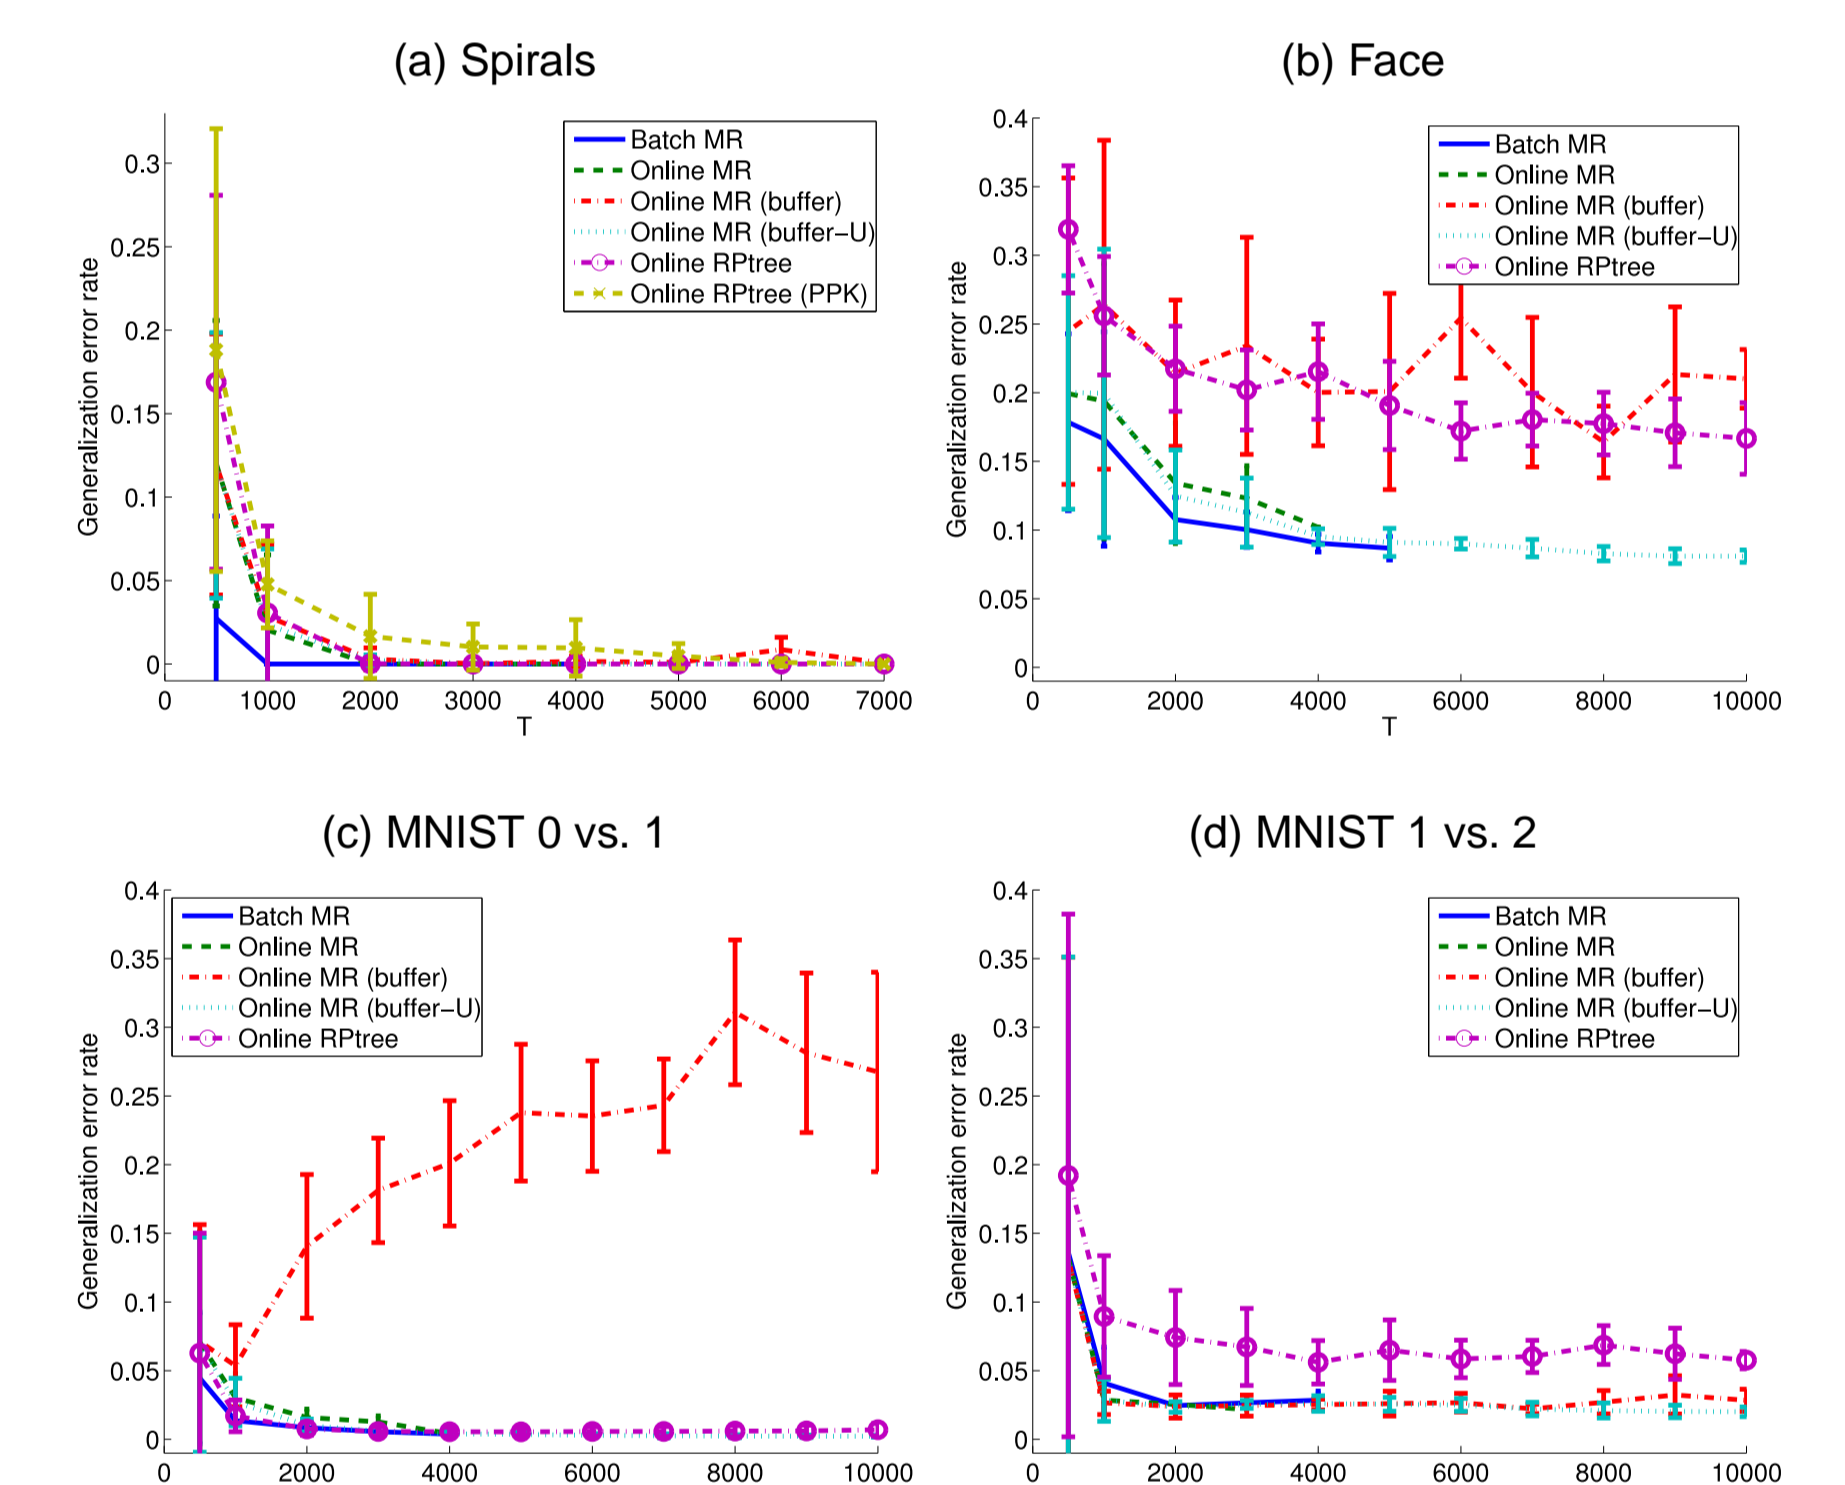 (a) Spirals
Generalization error rate
0.3
0.25
0.2
0.15
0.1
0.05
0
0 1000 2000 3000 4000 5000 6000 7000
T
Batch MR
Online MR
Online MR (buffer)
Online MR (buffer−U)
Online RPtree
Online RPtree (PPK)
(b) Face
Generalization error rate
0.4
0.35
0.3
0.25
0.2
0.15
0.1
0.05
0
0 2000 4000 6000 8000 10000
T
Batch MR
Online MR
Online MR (buffer)
Online MR (buffer−U)
Online RPtree
(c) MNIST 0 vs. 1
Generalization error rate
0.4
0.35
0.3
0.25
0.2
0.15
0.1
0.05
0
0 2000 4000 6000 8000 10000
Batch MR
Online MR
Online MR (buffer)
Online MR (buffer−U)
Online RPtree
(d) MNIST 1 vs. 2
Generalization error rate
0.4
0.35
0.3
0.25
0.2
0.15
0.1
0.05
0
0 2000 4000 6000 8000 10000
Batch MR
Online MR
Online MR (buffer)
Online MR (buffer−U)
Online RPtree